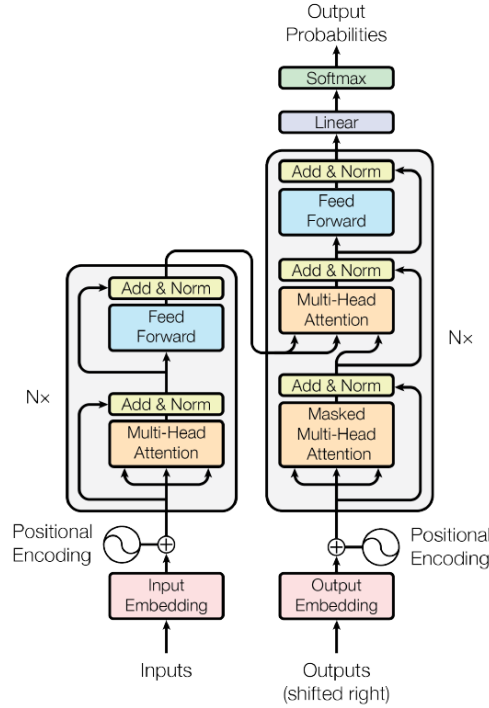 Output
Probabilities
Softmax
Linear
Add & Norm
Feed
Forward
Add & Norm
Multi-Head
Attention
Add & Norm
Masked
Multi-Head
Attention
N×
Add & Norm
Feed
Forward
Add & Norm
Multi-Head
Attention
N×
Positional
Encoding
Positional
Encoding
Input
Embedding
Output
Embedding
Inputs
Outputs
(shifted right)